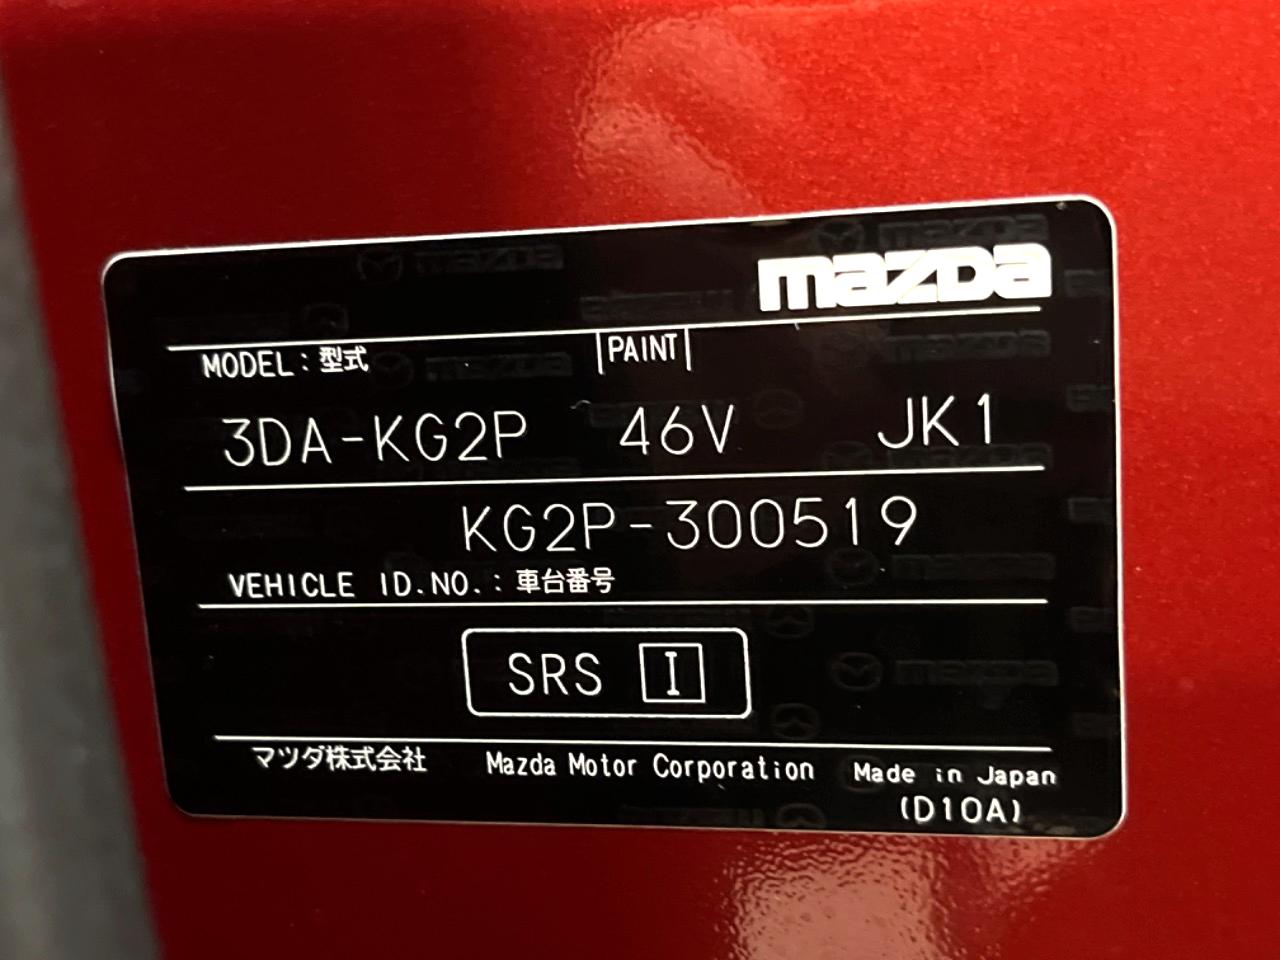 mazda
MODEL : 型式 PAINT
3DA-KG2P 46V JK1
KG2P-300519
VEHICLE ID.NO. : 車台番号
SRS I
マツダ株式会社 Mazda Motor Corporation Made in Japan
(D10A)